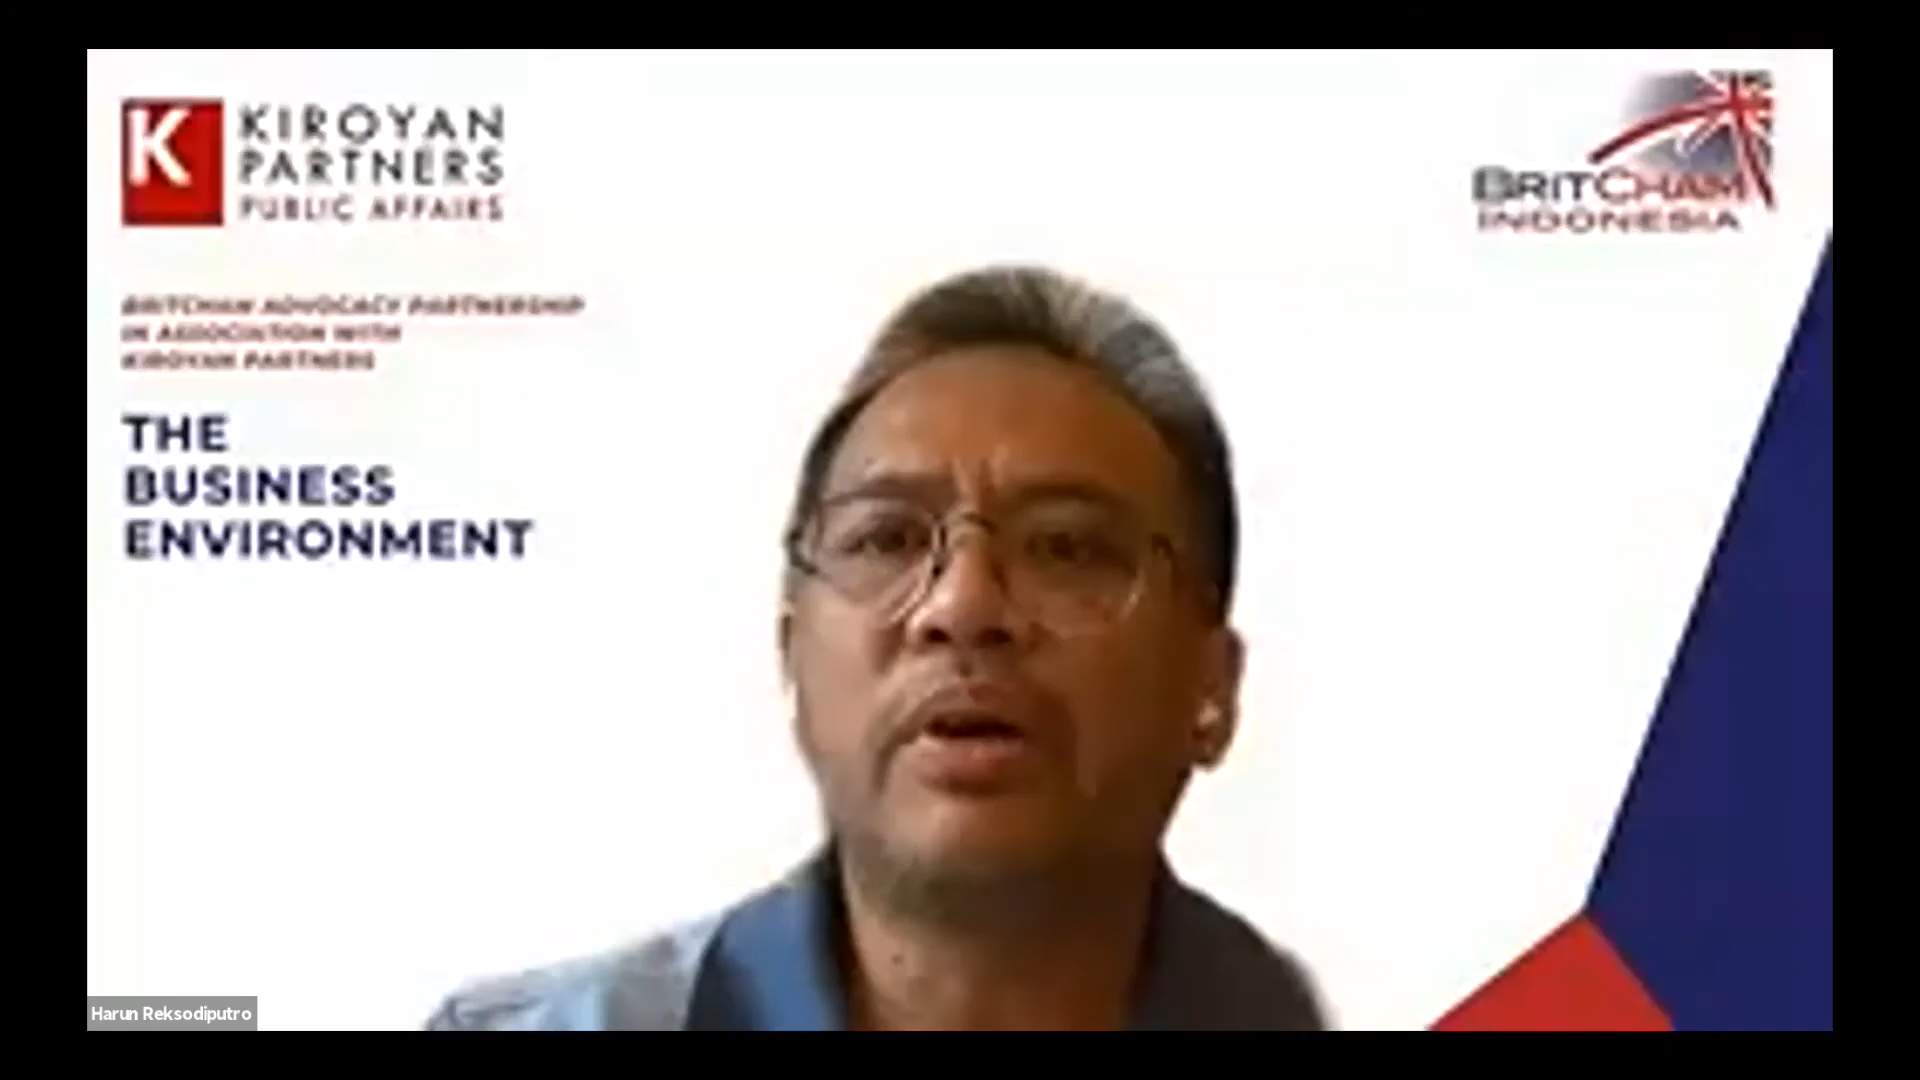 K
KIROYAN
PARTNERS
PUBLIC AFFAIRS
BRITCHAM
INDONESIA
BRITCHAM ADVOCACY PARTNERSHIP
IN ASSOCIATION WITH
KIROYAN PARTNERS
THE
BUSINESS
ENVIRONMENT
Harun Reksodiputro